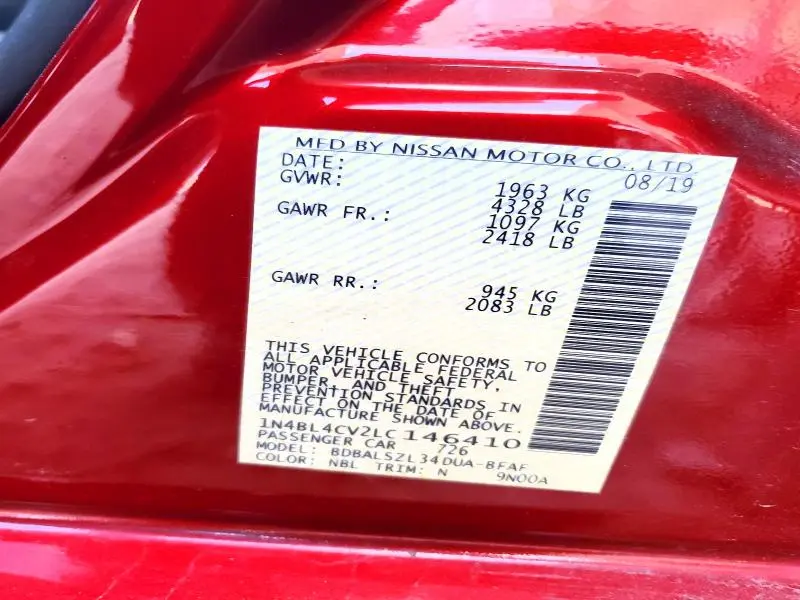 MFD BY NISSAN MOTOR CO., LTD.
DATE: 08/19
GVWR: 1963 KG
4328 LB
GAWR FR.: 1097 KG
2418 LB
GAWR RR.: 945 KG
2083 LB
THIS VEHICLE CONFORMS TO
ALL APPLICABLE FEDERAL
MOTOR VEHICLE SAFETY,
BUMPER, AND THEFT
PREVENTION STANDARDS IN
EFFECT ON THE DATE OF
MANUFACTURE SHOWN ABOVE.
1N4BL4CV2LC146410
PASSENGER CAR 726
MODEL: BDBALSZL34DUA-BFAF
COLOR: NBL TRIM: N 9N00A